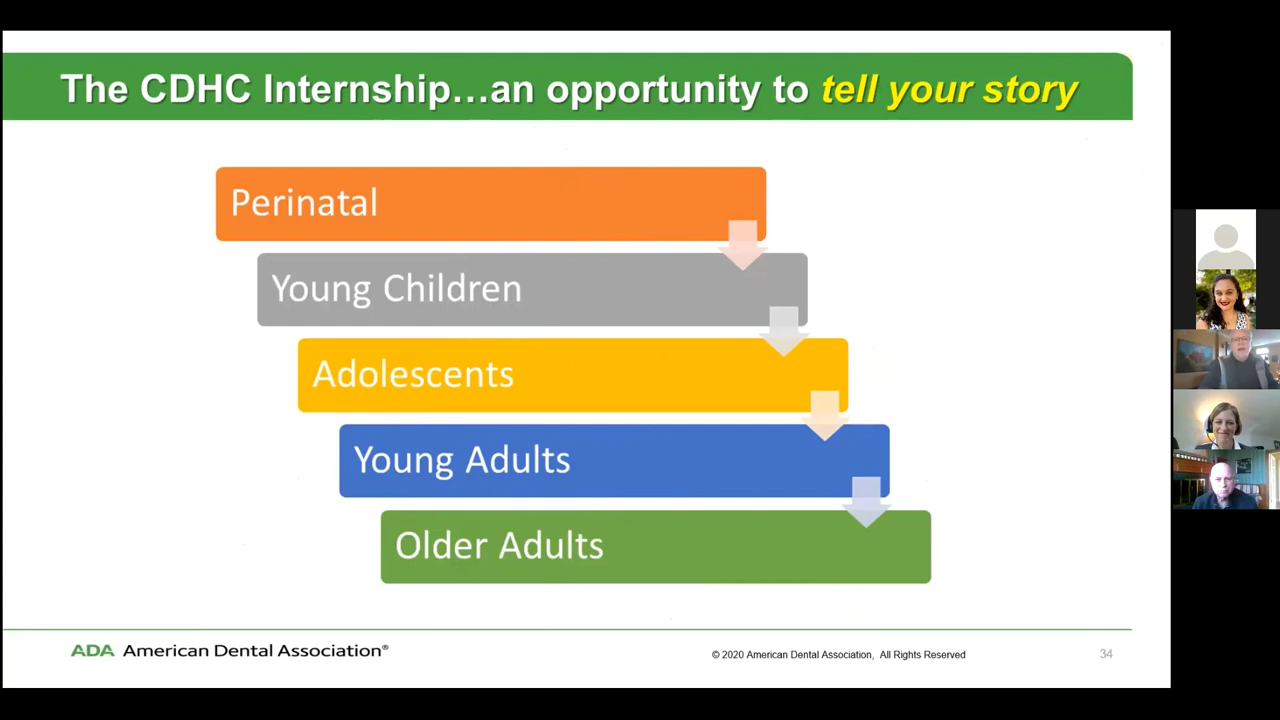 The CDHC Internship…an opportunity to tell your story
Perinatal
Young Children
Adolescents
Young Adults
Older Adults
ADA American Dental Association®
© 2020 American Dental Association, All Rights Reserved
34